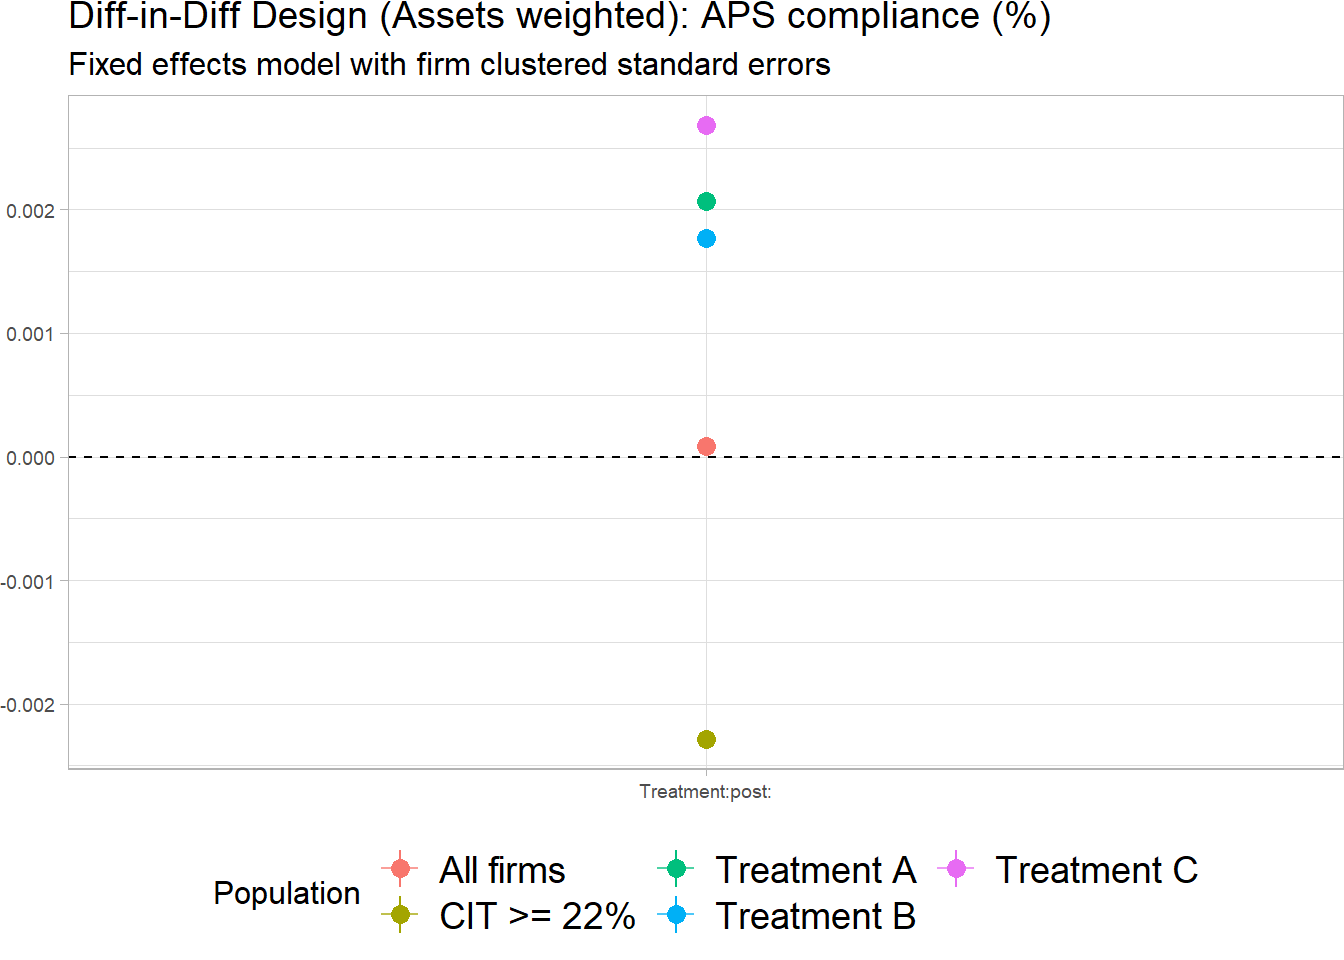 Diff-in-Diff Design (Assets weighted): APS compliance (%)
Fixed effects model with firm clustered standard errors
0.002
0.001
0.000
-0.001
-0.002
Treatment:post:
Population
All firms
CIT >= 22%
Treatment A
Treatment B
Treatment C